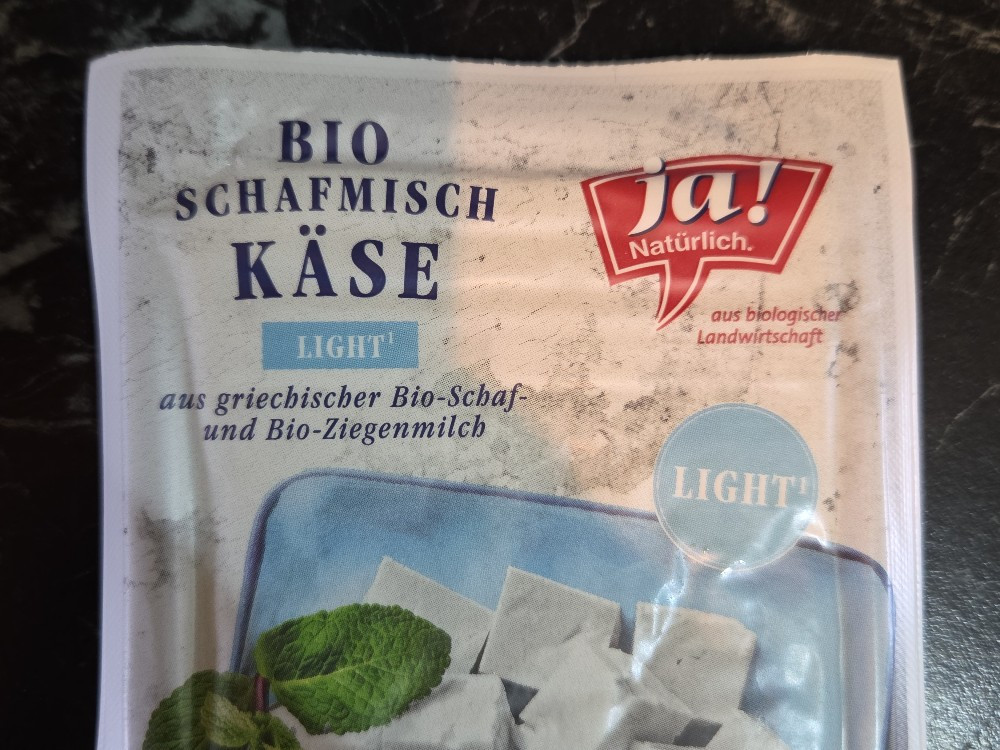 BIO
SCHAFMISCH
KÄSE
LIGHT¹
aus griechischer Bio-Schaf-
und Bio-Ziegenmilch
ja!
Natürlich.
aus biologischer
Landwirtschaft
LIGHT¹